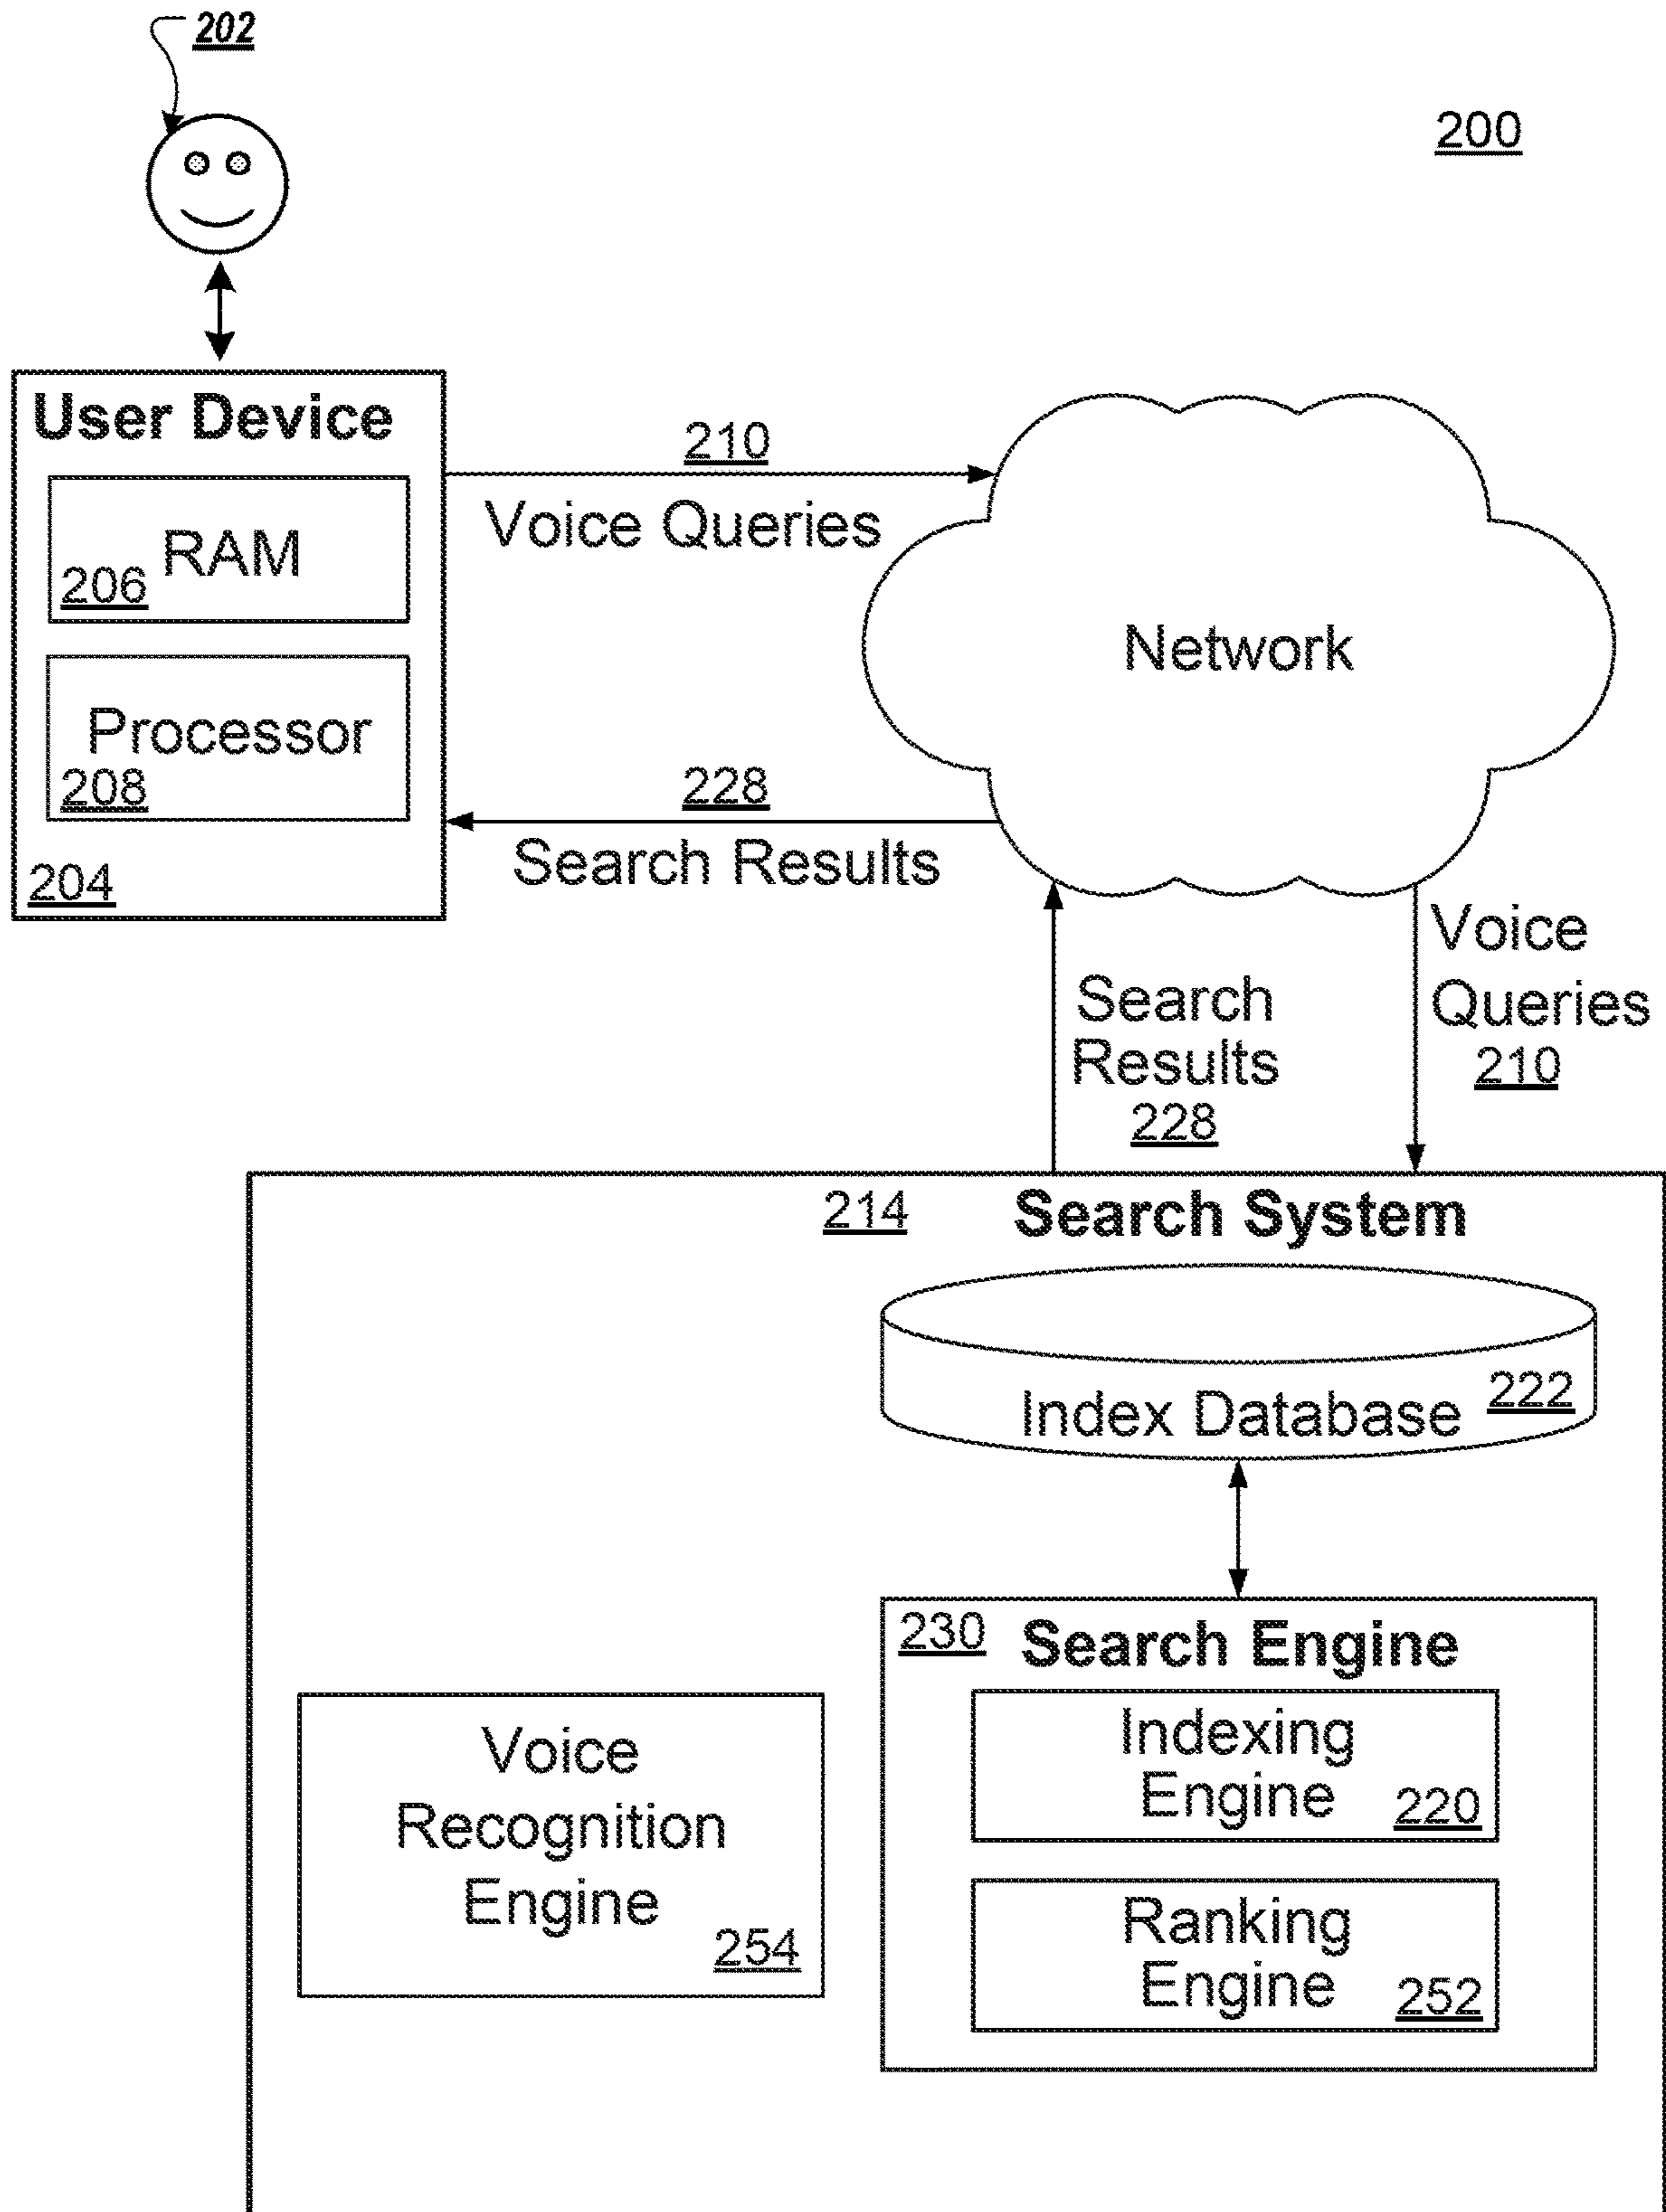 202
200
User Device
RAM
206
Processor
208
204
210
Voice Queries
228
Search Results
Network
Voice
Queries
210
Search
Results
228
214
Search System
Index Database
222
230
Search Engine
Indexing
Engine
220
Ranking
Engine
252
Voice
Recognition
Engine
254